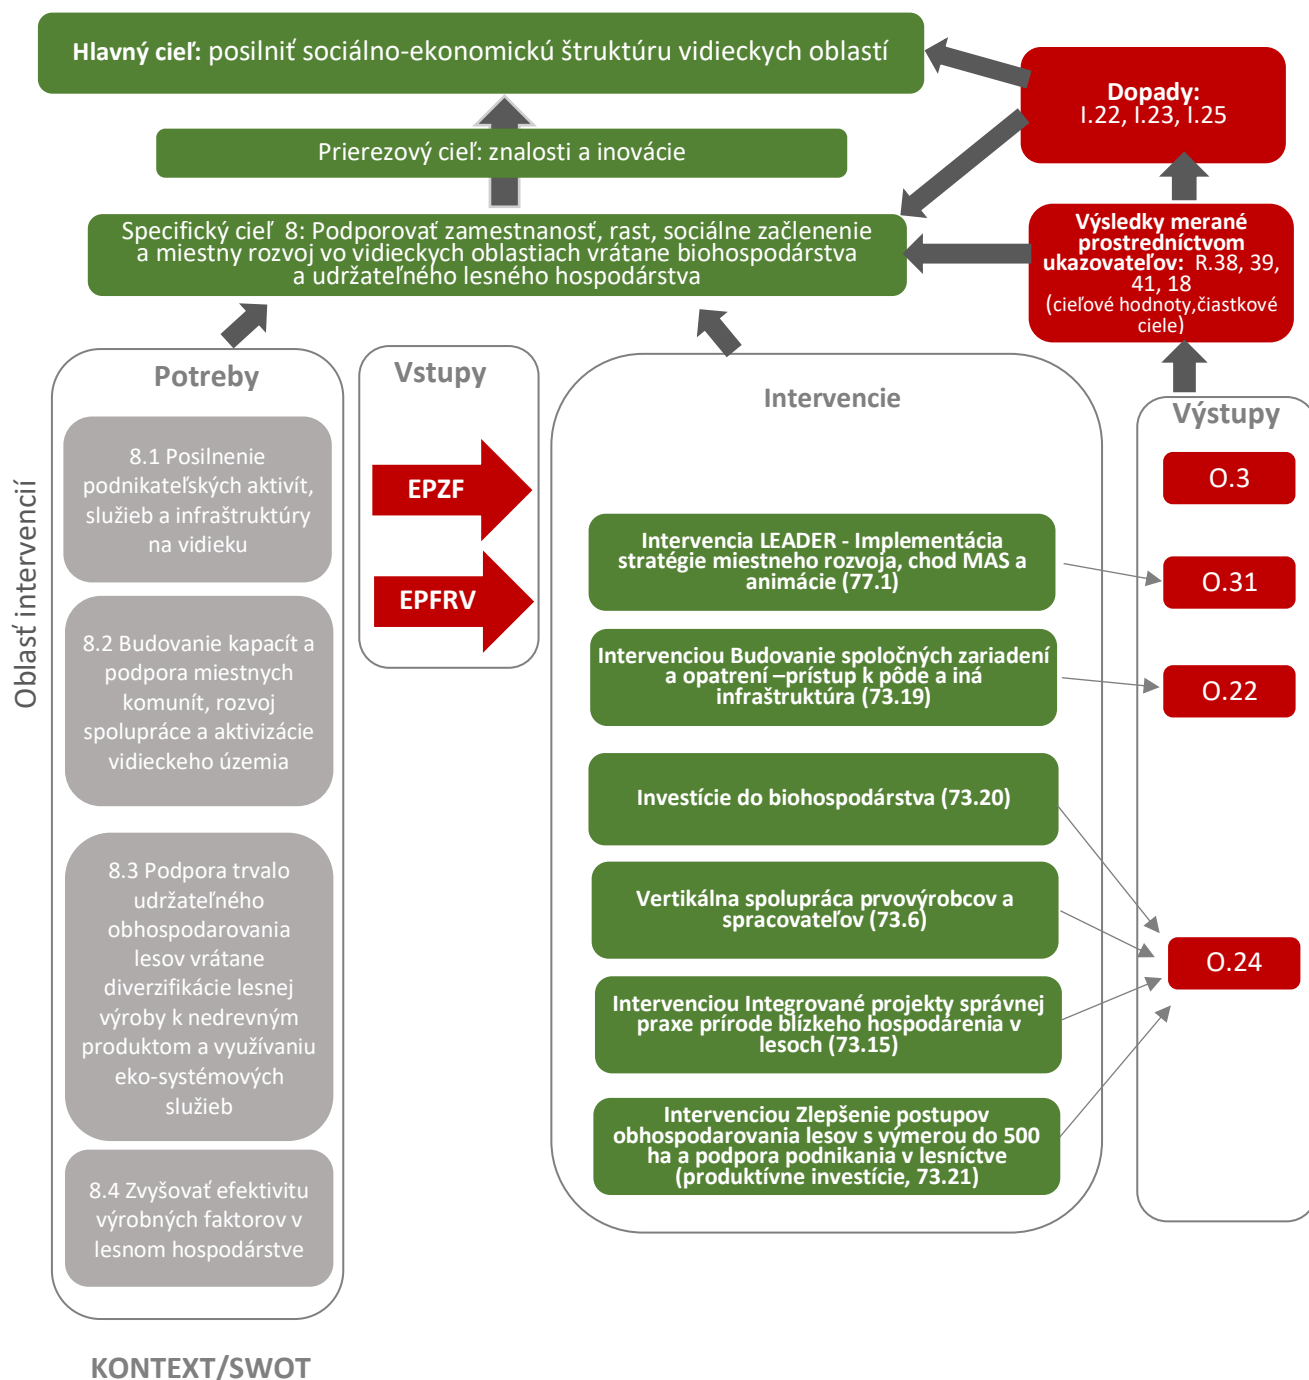 Hlavný cieľ: posilniť sociálno-ekonomickú štruktúru vidieckych oblastí
Dopady:
I.22, I.23, I.25
Prierezový cieľ: znalosti a inovácie
Specifický cieľ 8: Podporovať zamestnanosť, rast, sociálne začlenenie
a miestny rozvoj vo vidieckych oblastiach vrátane biohospodárstva
a udržateľného lesného hospodárstva
Výsledky merané
prostredníctvom
ukazovateľov: R.38, 39,
41, 18
(cieľové hodnoty,čiastkové
ciele)
Oblasť intervencií
Potreby
8.1 Posilnenie
podnikateľských aktivít,
služieb a infraštruktúry
na vidieku
8.2 Budovanie kapacít a
podpora miestnych
komunít, rozvoj
spolupráce a aktivizácie
vidieckeho územia
8.3 Podpora trvalo
udržateľného
obhospodarovania
lesov vrátane
diverzifikácie lesnej
výroby k nedrevným
produktom a využívaniu
eko-systémových
služieb
8.4 Zvyšovať efektivitu
výrobných faktorov v
lesnom hospodárstve
Vstupy
EPZF
EPFRV
Intervencie
Intervencia LEADER - Implementácia
stratégie miestneho rozvoja, chod MAS a
animácie (77.1)
Intervenciou Budovanie spoločných zariadení
a opatrení –prístup k pôde a iná
infraštruktúra (73.19)
Investície do biohospodárstva (73.20)
Vertikálna spolupráca prvovýrobcov a
spracovateľov (73.6)
Intervenciou Integrované projekty správnej
praxe prírode blízkeho hospodárenia v
lesoch (73.15)
Intervenciou Zlepšenie postupov
obhospodarovania lesov s výmerou do 500
ha a podpora podnikania v lesníctve
(produktívne investície, 73.21)
Výstupy
O.3
O.31
O.22
O.24
KONTEXT/SWOT